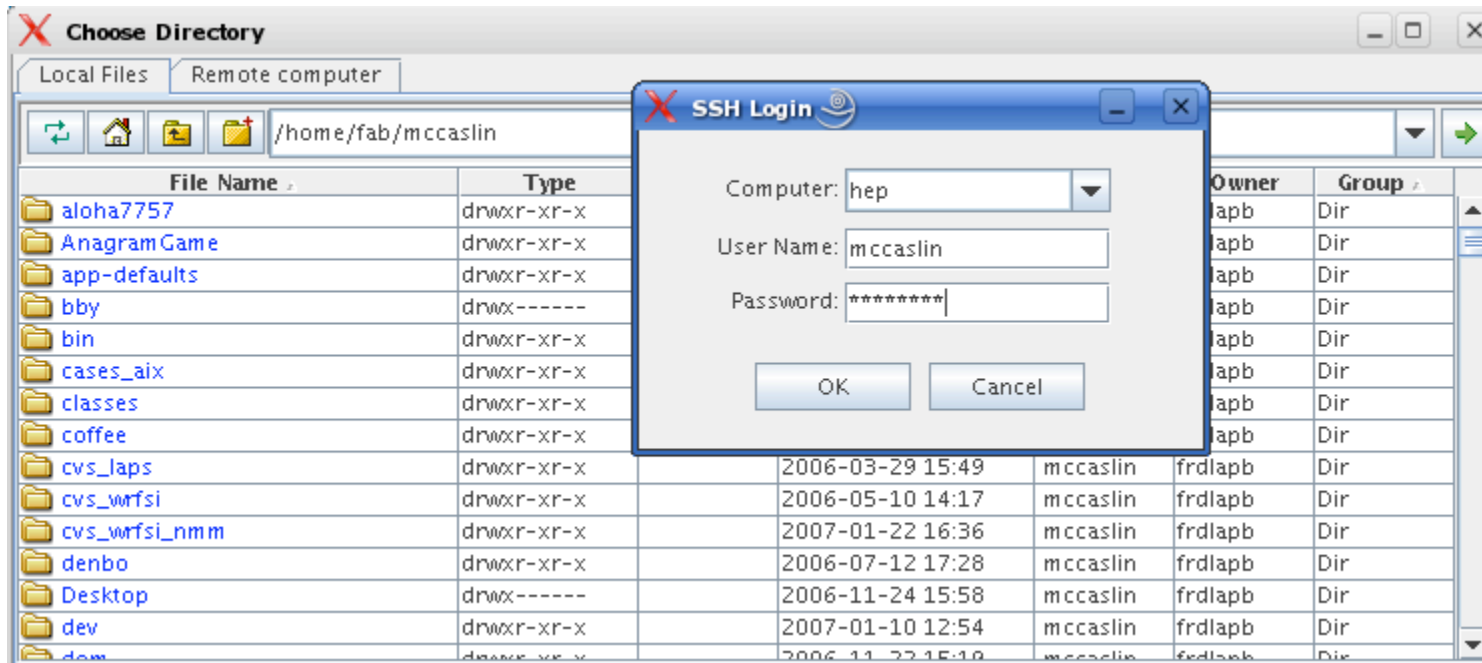 Choose Directory
Local Files Remote computer
/home/fab/mccaslin
SSH Login
Computer: hep
User Name: mccaslin
Password: ********
OK Cancel
File Name Type Owner Group
aloha7757 drwxr-xr-x lapb Dir
AnagramGame drwxr-xr-x lapb Dir
app-defaults drwxr-xr-x lapb Dir
bby drwx------ lapb Dir
bin drwxr-xr-x lapb Dir
cases_aix drwxr-xr-x lapb Dir
classes drwxr-xr-x lapb Dir
coffee drwxr-xr-x lapb Dir
cvs_laps drwxr-xr-x 2006-03-29 15:49 mccaslin frdlapb Dir
cvs_wrfsi drwxr-xr-x 2006-05-10 14:17 mccaslin frdlapb Dir
cvs_wrfsi_nmm drwxr-xr-x 2007-01-22 16:36 mccaslin frdlapb Dir
denbo drwxr-xr-x 2006-07-12 17:28 mccaslin frdlapb Dir
Desktop drwx------ 2006-11-24 15:58 mccaslin frdlapb Dir
dev drwxr-xr-x 2007-01-10 12:54 mccaslin frdlapb Dir